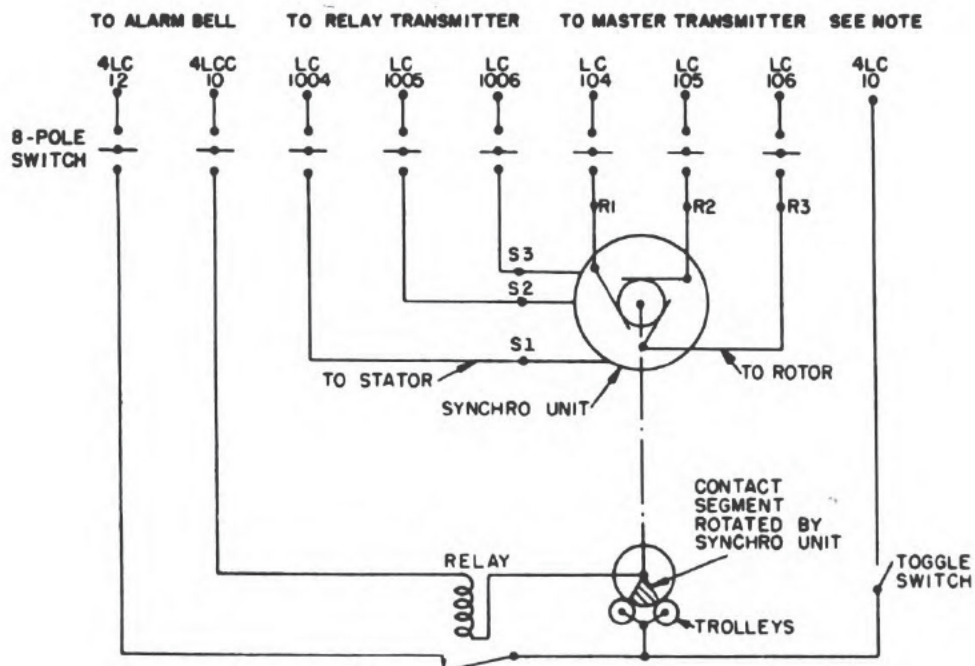 TO ALARM BELL TO RELAY TRANSMITTER TO MASTER TRANSMITTER SEE NOTE
4LC 4LCC LC LC LC LC LC LC 4LC
12 10 1004 1005 1006 104 105 106 10
8-POLE
SWITCH
R1 R2 R3
S3
S2
S1
TO STATOR
TO ROTOR
SYNCHRO UNIT
CONTACT
SEGMENT
ROTATED BY
SYNCHRO UNIT
RELAY
TOGGLE
SWITCH
TROLLEYS